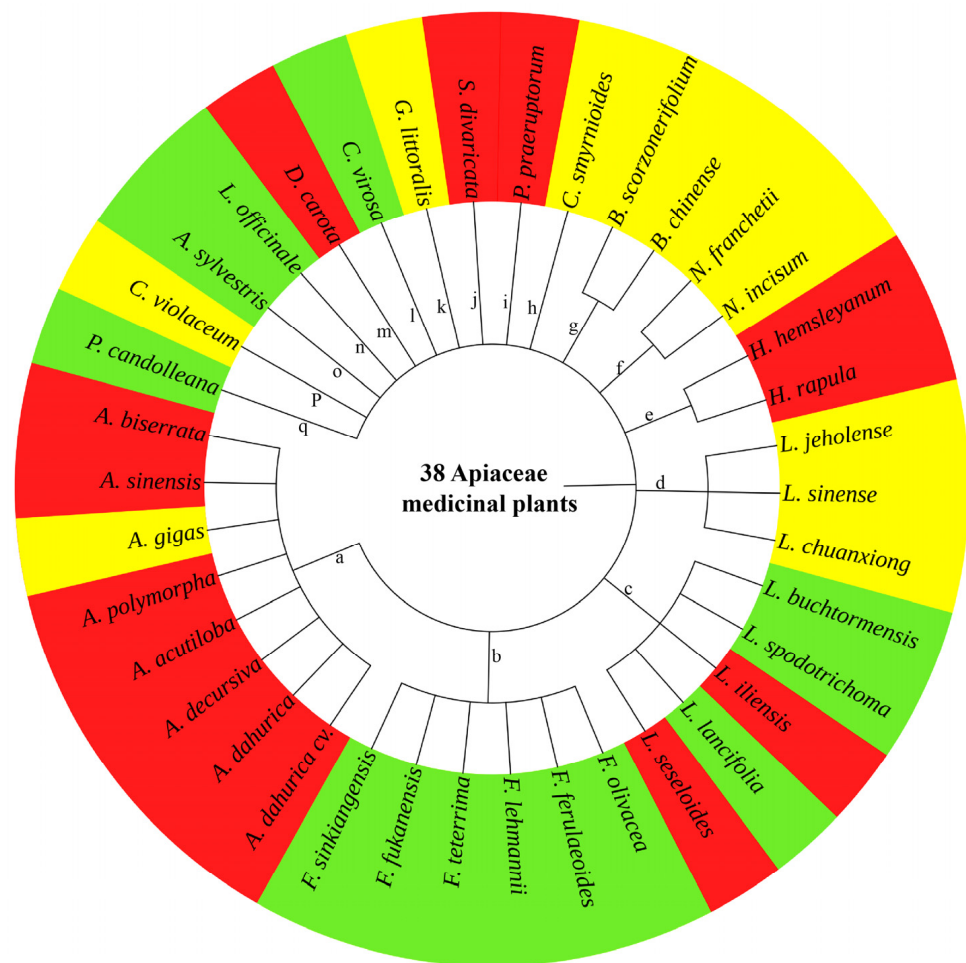 38 Apiaceae
medicinal plants
P. praeruptorum
C. smyrnioides
B. scorzonerifolium
B. chinense
N. franchetii
N. incisum
H. hemsleyanum
H. rapula
L. jeholense
L. sinense
L. chuanxiong
L. buchtormensis
L. spodotrichoma
L. iliensis
L. lancifolia
L. seseloides
F. olivacea
F. ferulaeoides
F. lehmannii
F. teterrima
F. fukanensis
F. sinkiangensis
A. dahurica cv.
A. dahurica
A. decursiva
A. acutiloba
A. polymorpha
A. gigas
A. sinensis
A. biserrata
P. candolleana
C. violaceum
A. sylvestris
L. officinale
D. carota
C. virosa
G. littoralis
S. divaricata
a
b
c
d
e
f
g
h
i
j
k
l
m
n
o
P
q